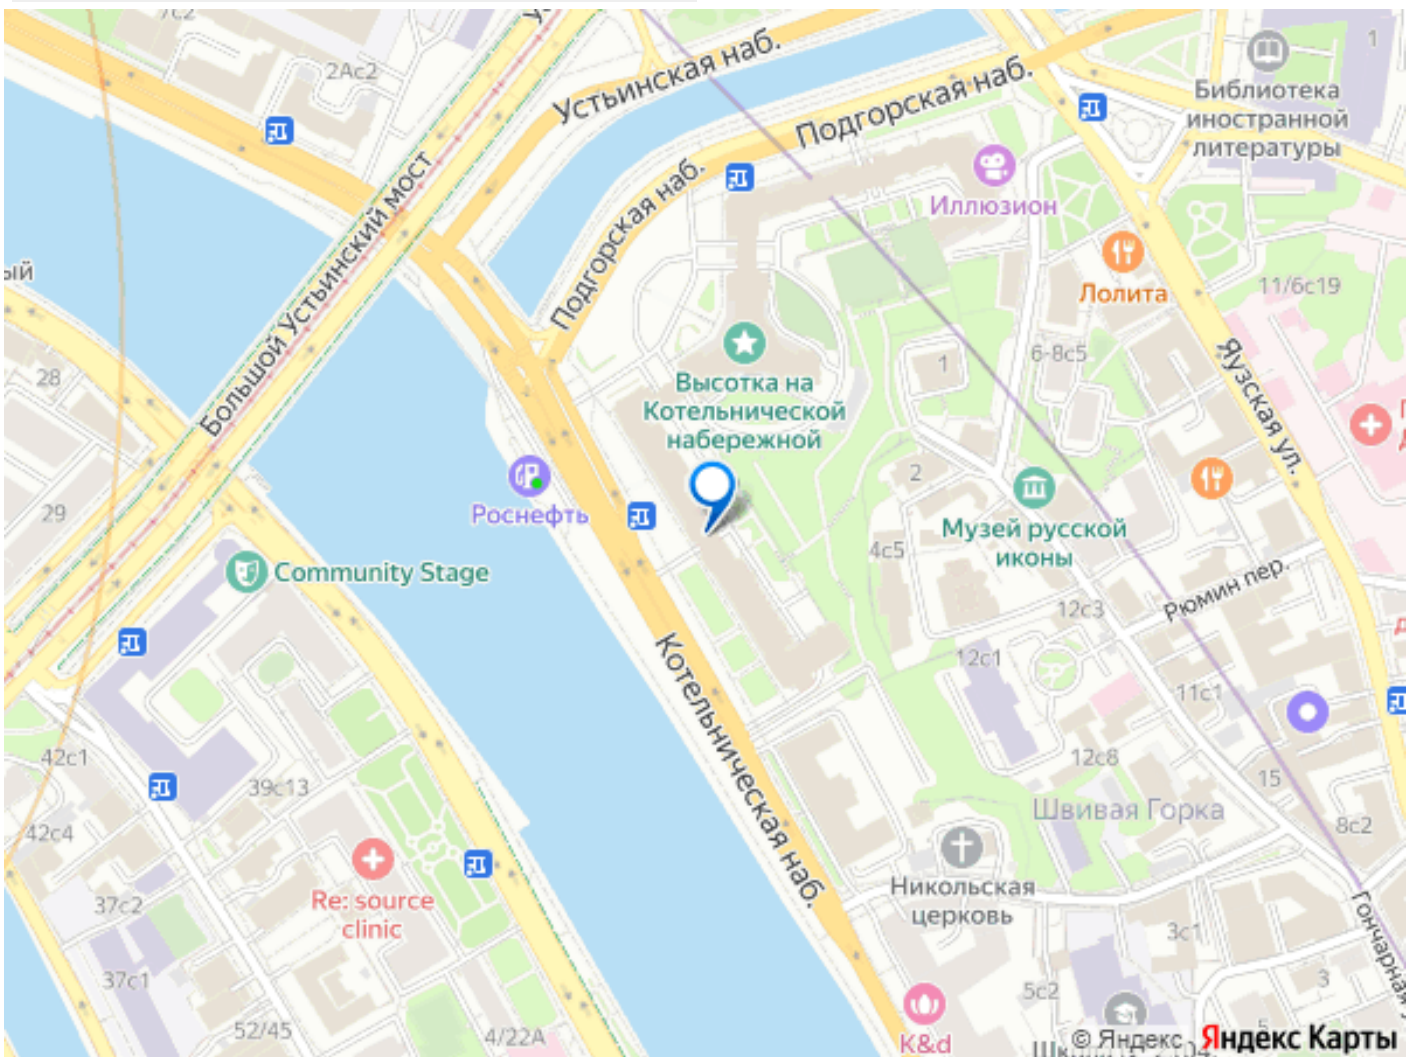 7с2
2Ас2
Устьинская наб.
Подгорская наб.
Библиотека
иностранной
литературы
1
Большой Устьинский мост
Подгорская наб.
Иллюзион
Лолита
11/6с19
ый
28
Высотка на
Котельнической
набережной
1
6-8с5
Яузская ул.
29
Роснефть
2
Музей русской
иконы
4с5
Community Stage
Рюмин пер.
12с3
12с1
11с1
Котельническая наб.
42с1
39с13
12с8
15
Швивая Горка
8с2
42с4
Re: source
clinic
Никольская
церковь
37с2
3с1
Гончарная
37с1
5с2
3
52/45
4/22А
K&d
5
© Яндекс Яндекс Карты